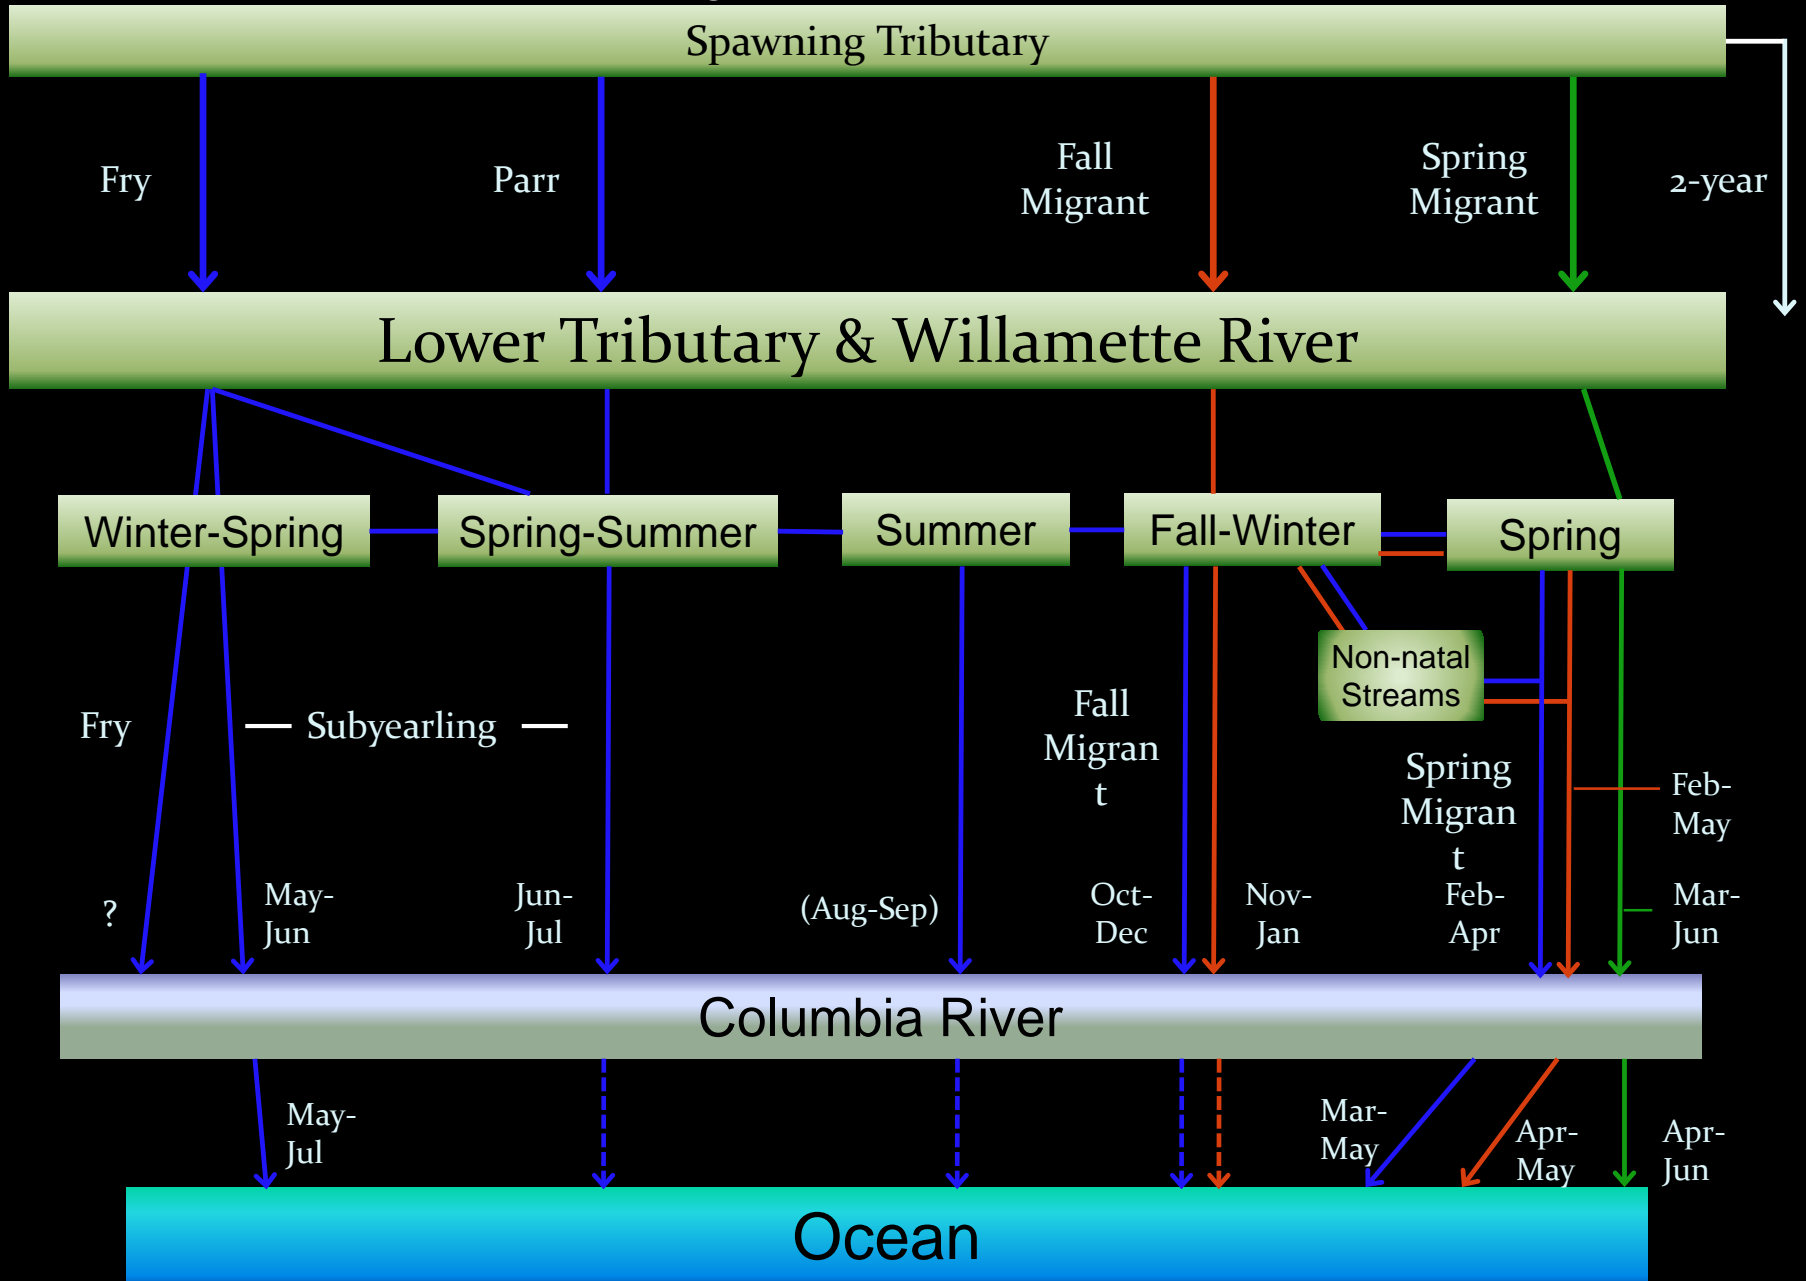 Spawning Tributary
Fry
Parr
Fall
Migrant
Spring
Migrant
2-year
Lower Tributary & Willamette River
Winter-Spring
Spring-Summer
Summer
Fall-Winter
Spring
Non-natal
Streams
Fry
Subyearling
Fall
Migran
t
Spring
Migran
t
Feb-
May
?
May-
Jun
Jun-
Jul
(Aug-Sep)
Oct-
Dec
Nov-
Jan
Feb-
Apr
Mar-
Jun
Columbia River
May-
Jul
Mar-
May
Apr-
May
Apr-
Jun
Ocean